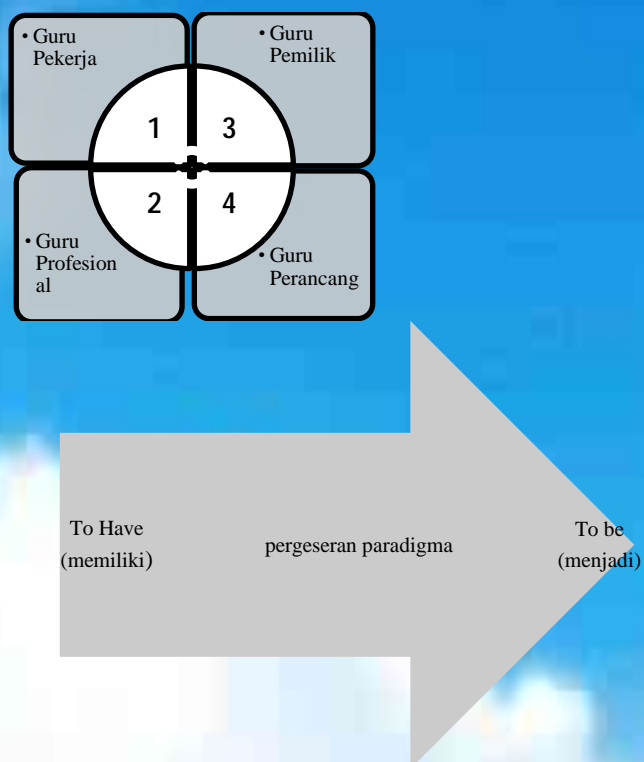 • Guru
Pekerja
• Guru
Pemilik
1
3
2
4
• Guru
Profesion
al
• Guru
Perancang
To Have
(memiliki)
pergeseran paradigma
To be
(menjadi)